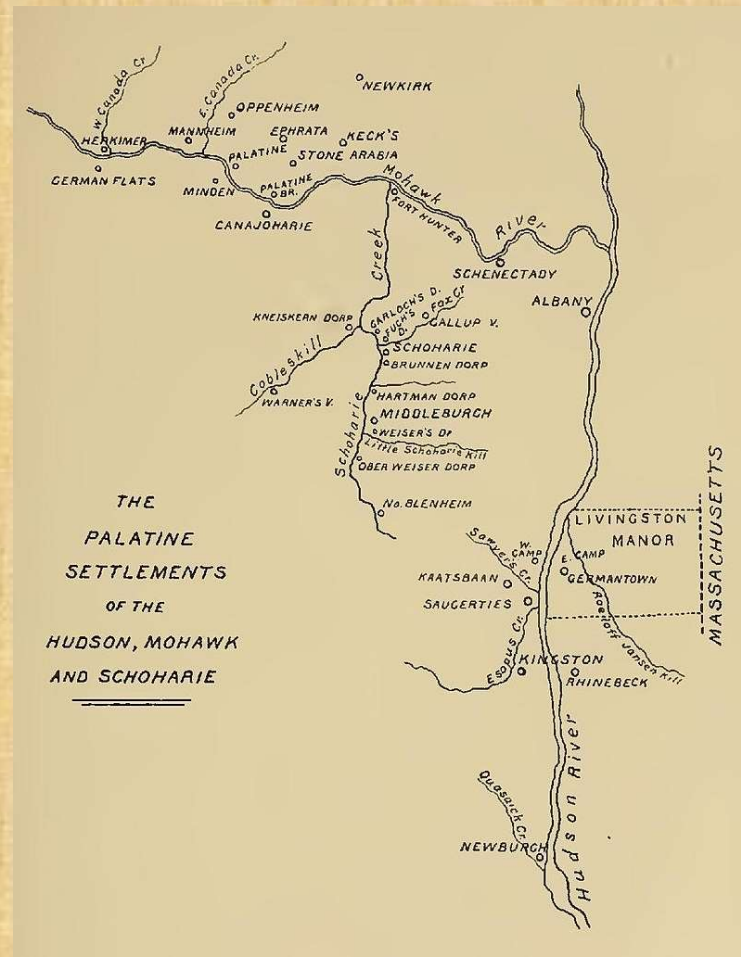 W. Canada Cr
E. Canada Cr.
NEWKIRK
OPPENHEIM
MANNHEIM
EPHRATA
KECK'S
HERKIMER
PALATINE
STONE ARABIA
GERMAN FLATS
MINDEN
PALATINE
BR.
CANAJOHARIE
Mohawk
River
FORT HUNTER
SCHENECTADY
Creek
ALBANY
KNEISKERN DORP
GARLOCH'S D.
FUCH'S
D.
Fox Cr
GALLUP V.
SCHOHARIE
BRUNNEN DORP
Cobleskill
WARNER'S V.
HARTMAN DORP
MIDDLEBURGH
WEISER'S DP
Little Schoharie Kill
Schoharie
OBER WEISER DORP
No. BLENHEIM
THE
PALATINE
SETTLEMENTS
OF THE
HUDSON, MOHAWK
AND SCHOHARIE
LIVINGSTON
MANOR
MASSACHUSETTS
Sawyer's Cr.
W.
CAMP
E. CAMP
KAATSBAAN
GERMANTOWN
SAUGERTIES
Roeloff Jansen Kill
Esopus Cr.
KINGSTON
RHINEBECK
Hudson River
Quasaick Cr.
NEWBURGH